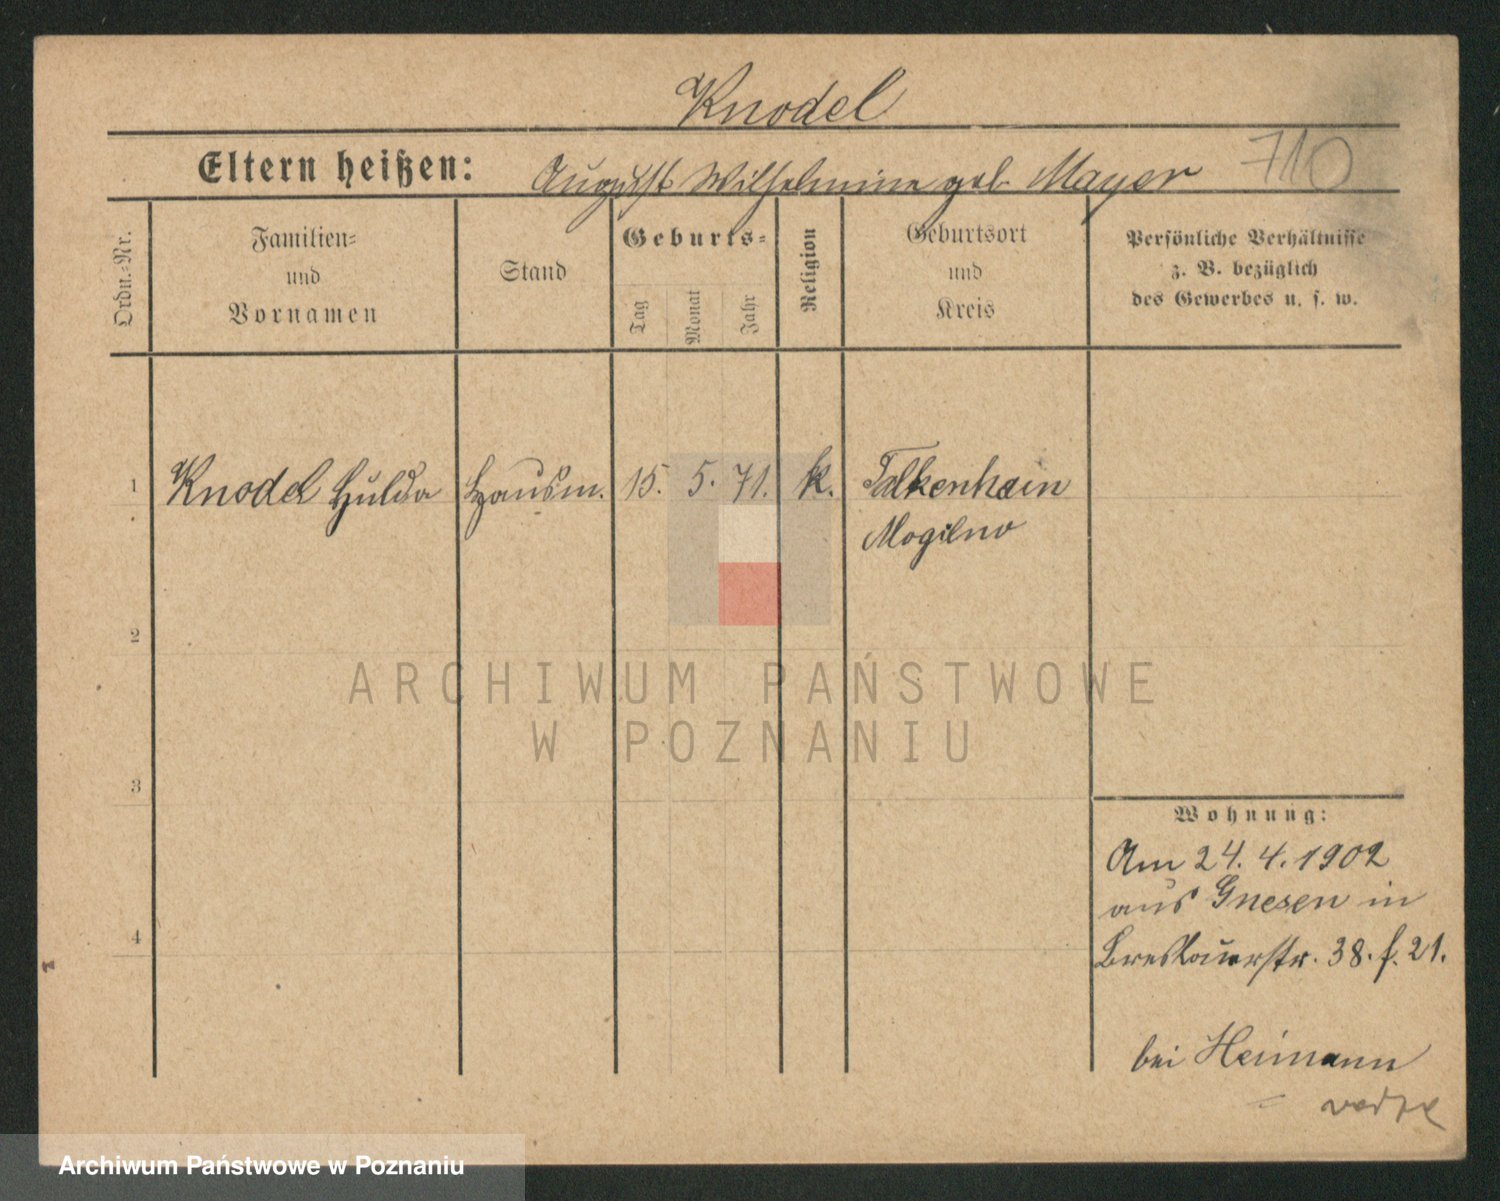 Knodel
Eltern heißen: August Wilhelmine geb. Mayer 710
Ordn.-Nr.
Familien- und Vornamen
Stand
Geburts-
Tag
Monat
Jahr
Religion
Geburtsort und Kreis
Persönliche Verhältnisse
z. B. bezüglich
des Gewerbes u. s. w.
1 Knodel Hulda Hausm. 15. 5. 71. k. Falkenhain
Mogilno
2
ARCHIWUM PAŃSTWOWE
W POZNANIU
3
Wohnung:
Am 24. 4. 1902
aus Gnesen in
4
Breslauerstr. 38. f. 21.
bei Heimann
Archiwum Państwowe w Poznaniu